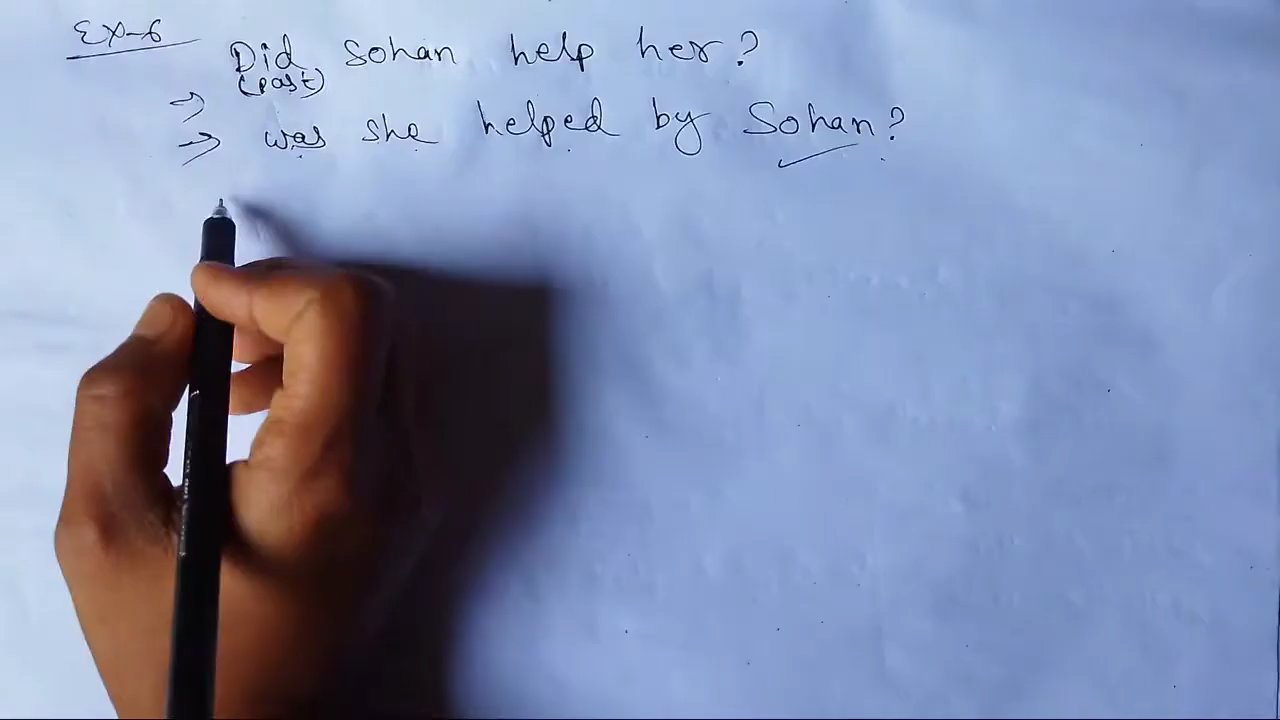 Ex-6
Did Sohan help her?
(past)
→
→ was she helped by Sohan?